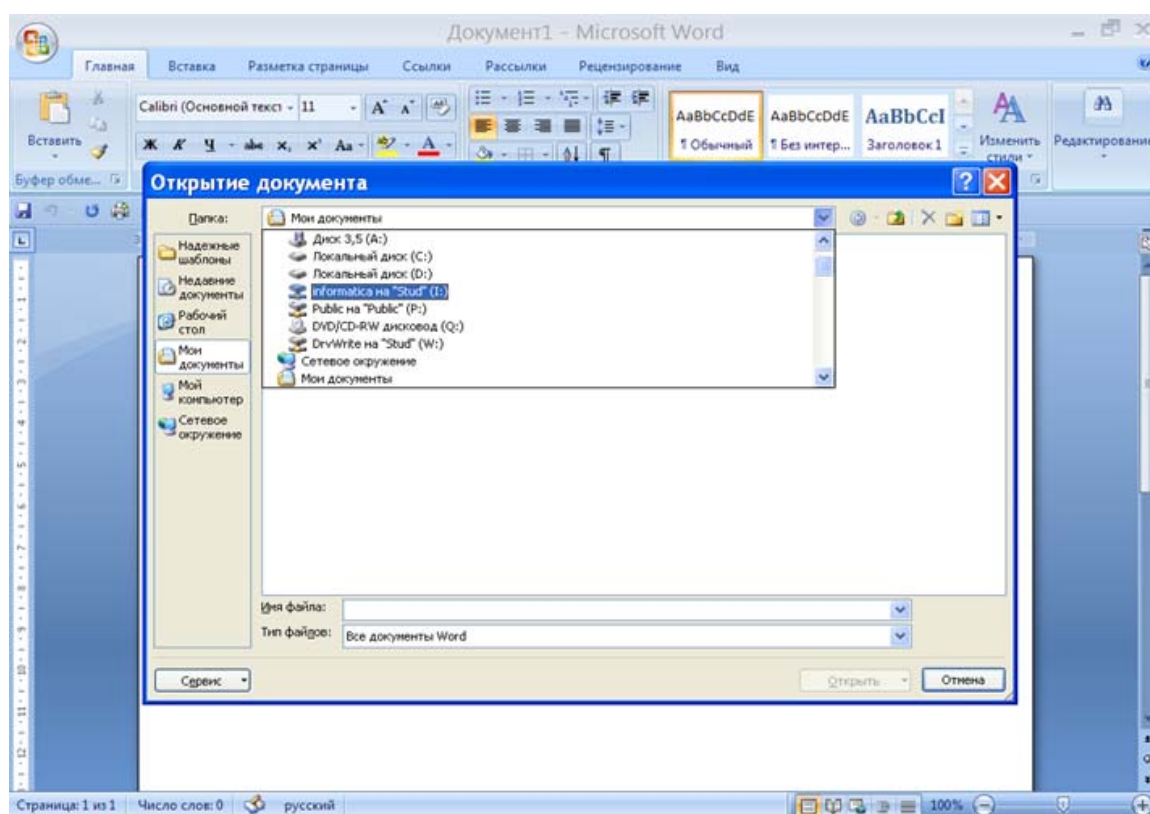 Документ1 - Microsoft Word
Главная Вставка Разметка страницы Ссылки Рассылки Рецензирование Вид
Calibri (Основной текст 11
Вставить
Ж К Ч abe x, x' Aa A
AaBbCcDdE AaBbCcDdE AaBbCcI
¶ Обычный ¶ Без интер... Заголовок 1
Изменить стили
Редактирование
Буфер обме...
Открытие документа
Папка: Мои документы
Диск 3,5 (A:)
Локальный диск (C:)
Локальный диск (D:)
informatica на "Stud" (I:)
Public на "Public" (P:)
DVD/CD-RW дисковод (Q:)
DrvWrite на "Stud" (W:)
Сетевое окружение
Мои документы
Надежные
шаблоны
Недавние
документы
Рабочий
стол
Мои
документы
Мой
компьютер
Сетевое
окружение
Имя файла:
Тип файлов: Все документы Word
Сервис Открыть Отмена
Страница: 1 из 1 Число слов: 0 русский 100%